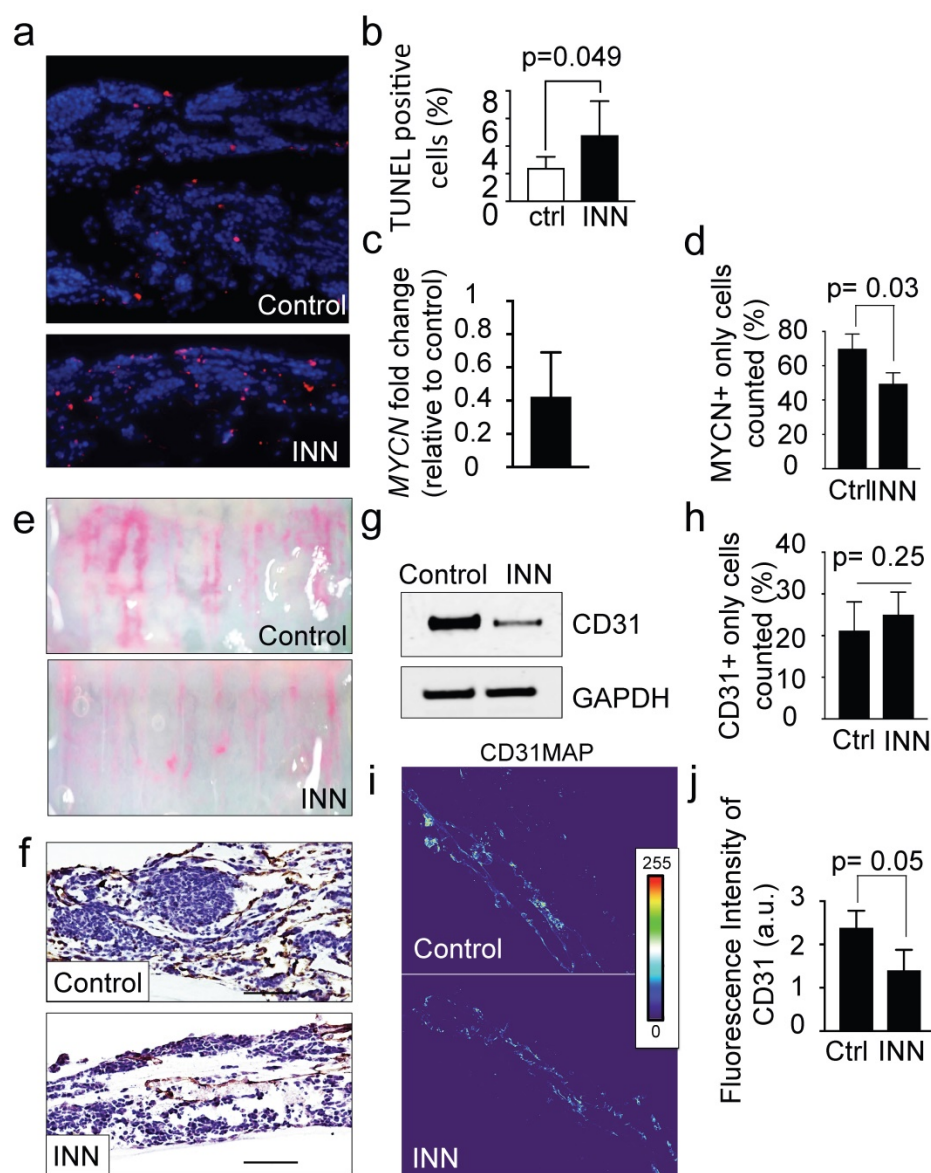 a
Control
INN
b
p=0.049
TUNEL positive
cells (%)
8
6
4
2
0
ctrl INN
c
MYCN fold change
(relative to control)
1
0.8
0.6
0.4
0.2
0
d
p= 0.03
MYCN+ only cells
counted (%)
80
60
40
20
0
Ctrl INN
e
Control
INN
f
Control
INN
g
Control INN
CD31
GAPDH
h
p= 0.25
CD31+ only cells
counted (%)
40
30
20
10
0
Ctrl INN
i
CD31MAP
Control
255
0
INN
j
Fluorescence Intensity of
CD31 (a.u.)
p= 0.05
3
2
1
0
Ctrl INN